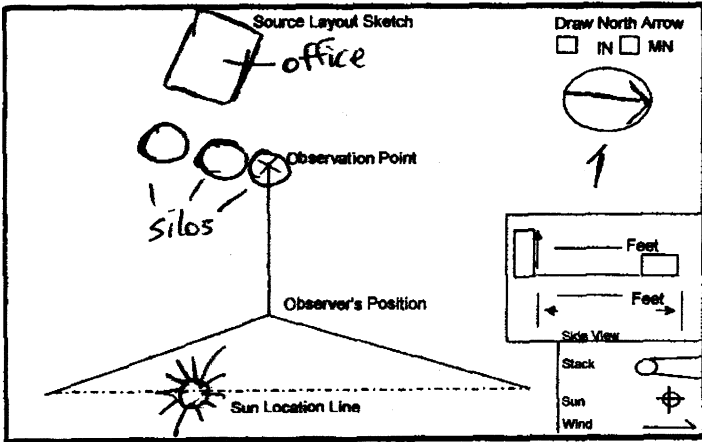 Source Layout Sketch
office
Draw North Arrow
IN MN
Observation Point
silos
Feet
Observer's Position
Feet
Side View
Stack
Sun
Wind
Sun Location Line